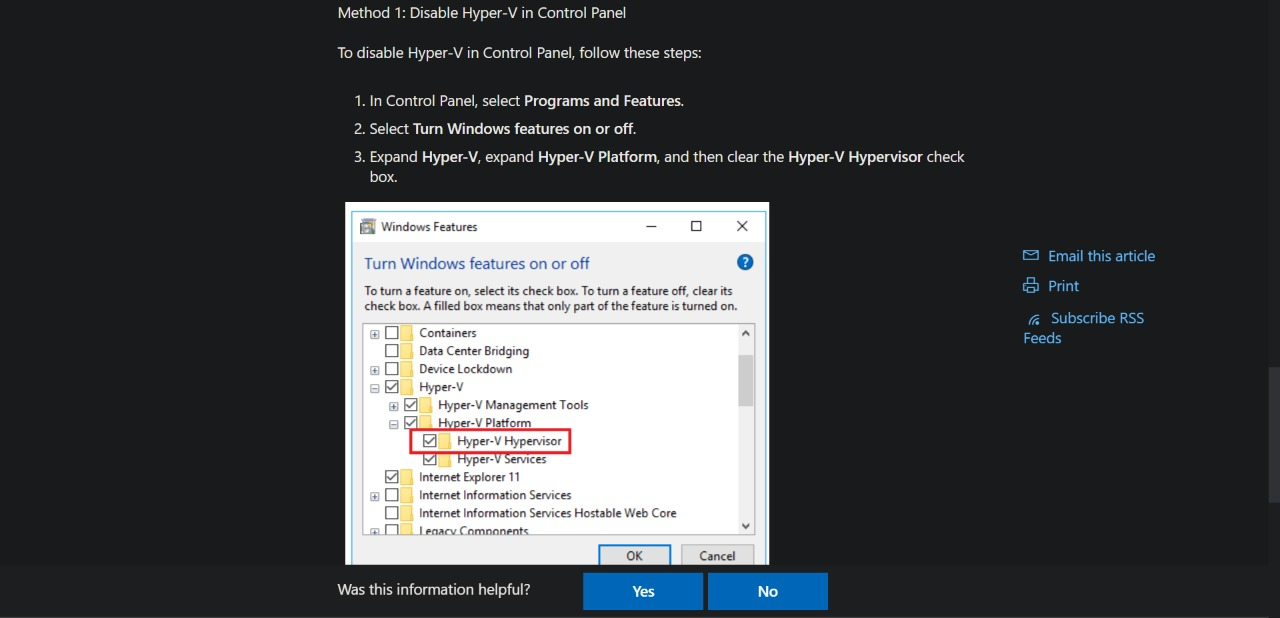 Method 1: Disable Hyper-V in Control Panel
To disable Hyper-V in Control Panel, follow these steps:
1. In Control Panel, select Programs and Features.
2. Select Turn Windows features on or off.
3. Expand Hyper-V, expand Hyper-V Platform, and then clear the Hyper-V Hypervisor check
box.
Windows Features
Turn Windows features on or off
?
To turn a feature on, select its check box. To turn a feature off, clear its
check box. A filled box means that only part of the feature is turned on.
Containers
Data Center Bridging
Device Lockdown
Hyper-V
Hyper-V Management Tools
Hyper-V Platform
Hyper-V Hypervisor
Hyper-V Services
Internet Explorer 11
Internet Information Services
Internet Information Services Hostable Web Core
Legacy Components
OK
Cancel
Email this article
Print
Subscribe RSS
Feeds
Was this information helpful?
Yes
No